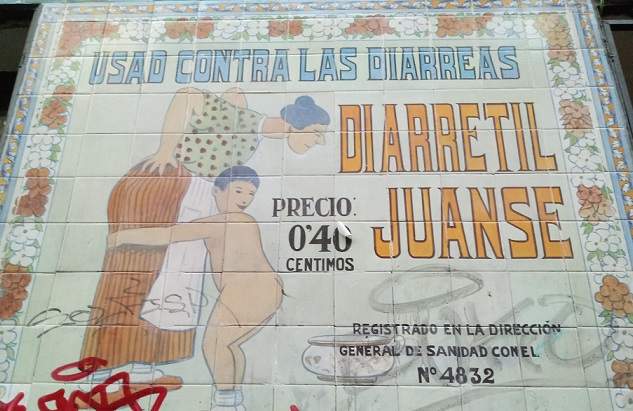 USAD CONTRA LAS DIARREAS
DIARRETIL
JUANSE
PRECIO:
0'40
CENTIMOS
REGISTRADO EN LA DIRECCIÓN
GENERAL DE SANIDAD CON EL
Nº 4832